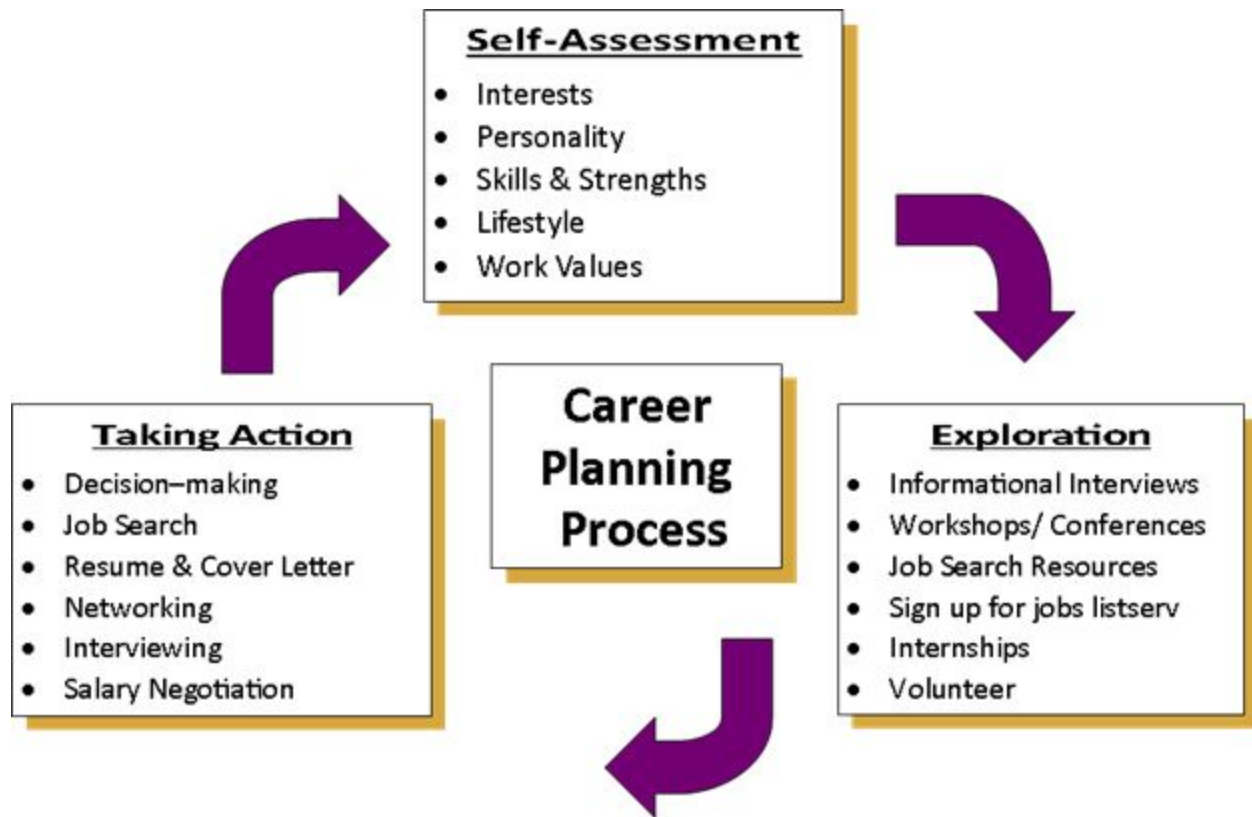 Self-Assessment
• Interests
• Personality
• Skills & Strengths
• Lifestyle
• Work Values
Career
Planning
Process
Taking Action
• Decision–making
• Job Search
• Resume & Cover Letter
• Networking
• Interviewing
• Salary Negotiation
Exploration
• Informational Interviews
• Workshops/ Conferences
• Job Search Resources
• Sign up for jobs listserv
• Internships
• Volunteer